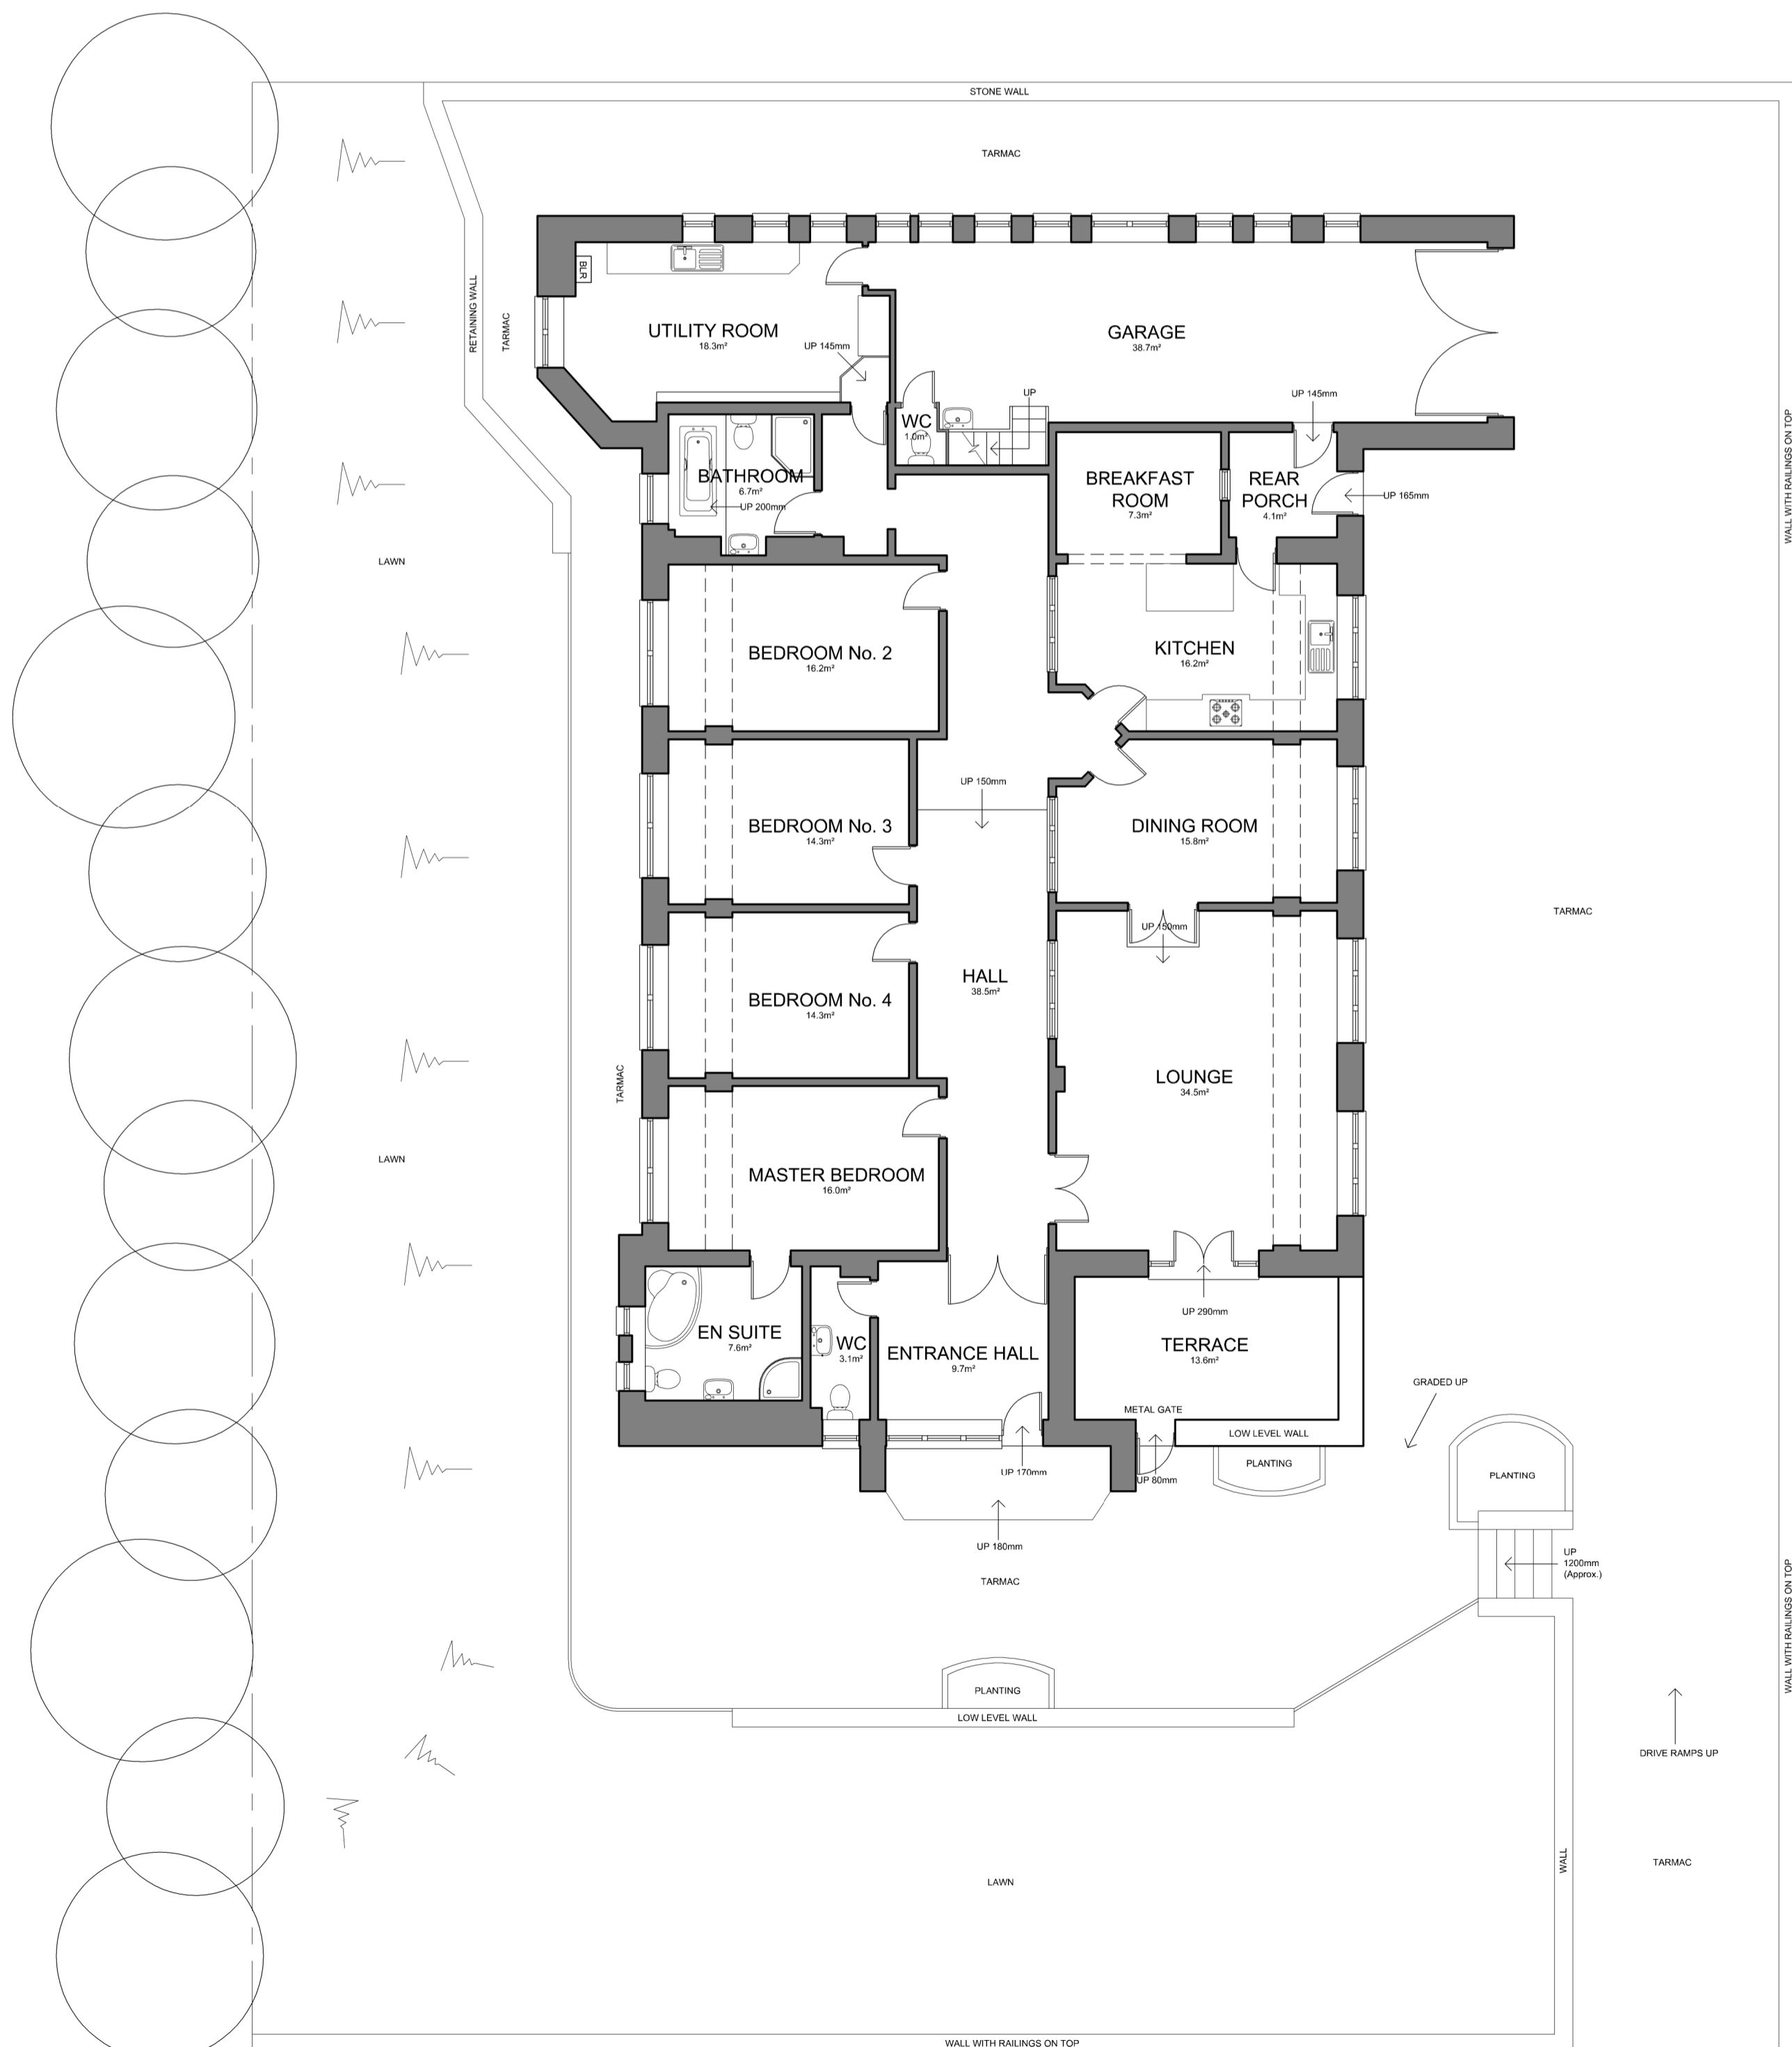 STONE WALL
TARMAC
RETAINING WALL
TARMAC
BLR
UTILITY ROOM
18.3m²
UP 145mm
GARAGE
38.7m²
UP
UP 145mm
WC
1.0m²
WALL WITH RAILINGS ON TOP
BATHROOM
6.7m²
UP 200mm
BREAKFAST
ROOM
7.3m²
REAR
PORCH
4.1m²
UP 165mm
LAWN
BEDROOM No. 2
16.2m²
KITCHEN
16.2m²
UP 150mm
BEDROOM No. 3
14.3m²
DINING ROOM
15.8m²
TARMAC
UP 150mm
HALL
38.5m²
BEDROOM No. 4
14.3m²
TARMAC
LOUNGE
34.5m²
LAWN
MASTER BEDROOM
16.0m²
UP 290mm
EN SUITE
7.6m²
WC
3.1m²
ENTRANCE HALL
9.7m²
TERRACE
13.6m²
GRADED UP
METAL GATE
LOW LEVEL WALL
PLANTING
UP 170mm
UP 80mm
PLANTING
UP 180mm
UP
1200mm
(Approx.)
TARMAC
WALL WITH RAILINGS ON TOP
PLANTING
LOW LEVEL WALL
DRIVE RAMPS UP
WALL
TARMAC
LAWN
WALL WITH RAILINGS ON TOP